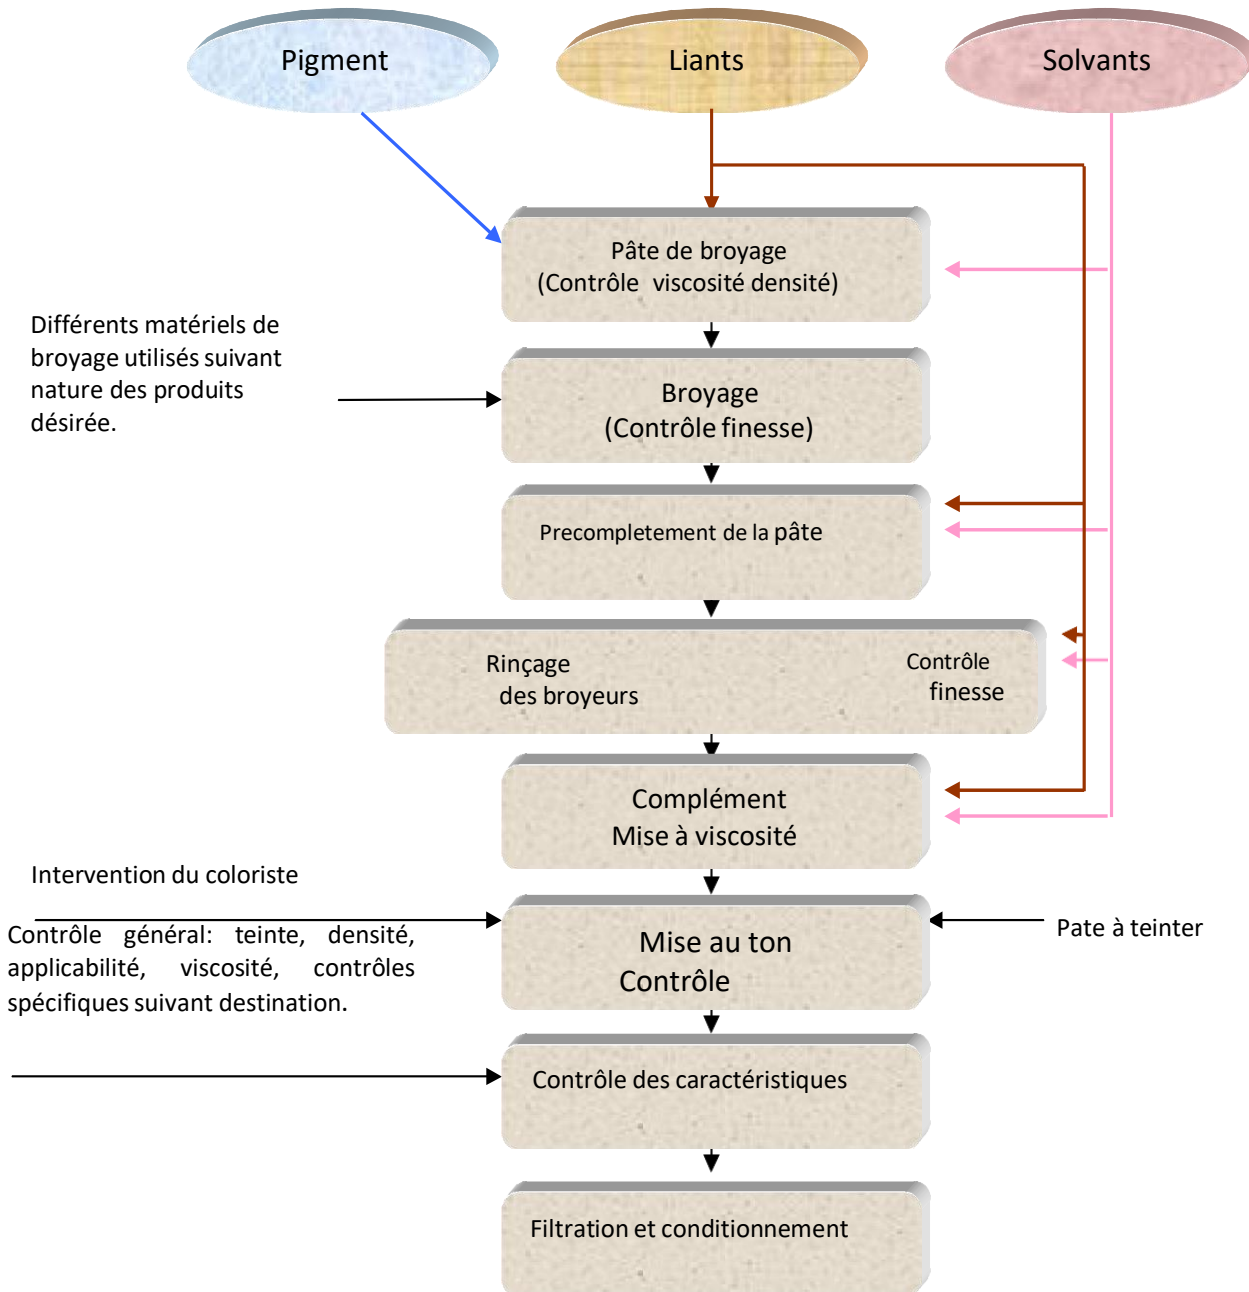 Pigment
Liants
Solvants
Pâte de broyage
(Contrôle viscosité densité)
Différents matériels de
broyage utilisés suivant
nature des produits
désirée.
Broyage
(Contrôle finesse)
Precompletement de la pâte
Rinçage
des broyeurs
Contrôle
finesse
Complément
Mise à viscosité
Intervention du coloriste
Contrôle général: teinte, densité,
applicabilité, viscosité, contrôles
spécifiques suivant destination.
Mise au ton
Contrôle
Pate à teinter
Contrôle des caractéristiques
Filtration et conditionnement